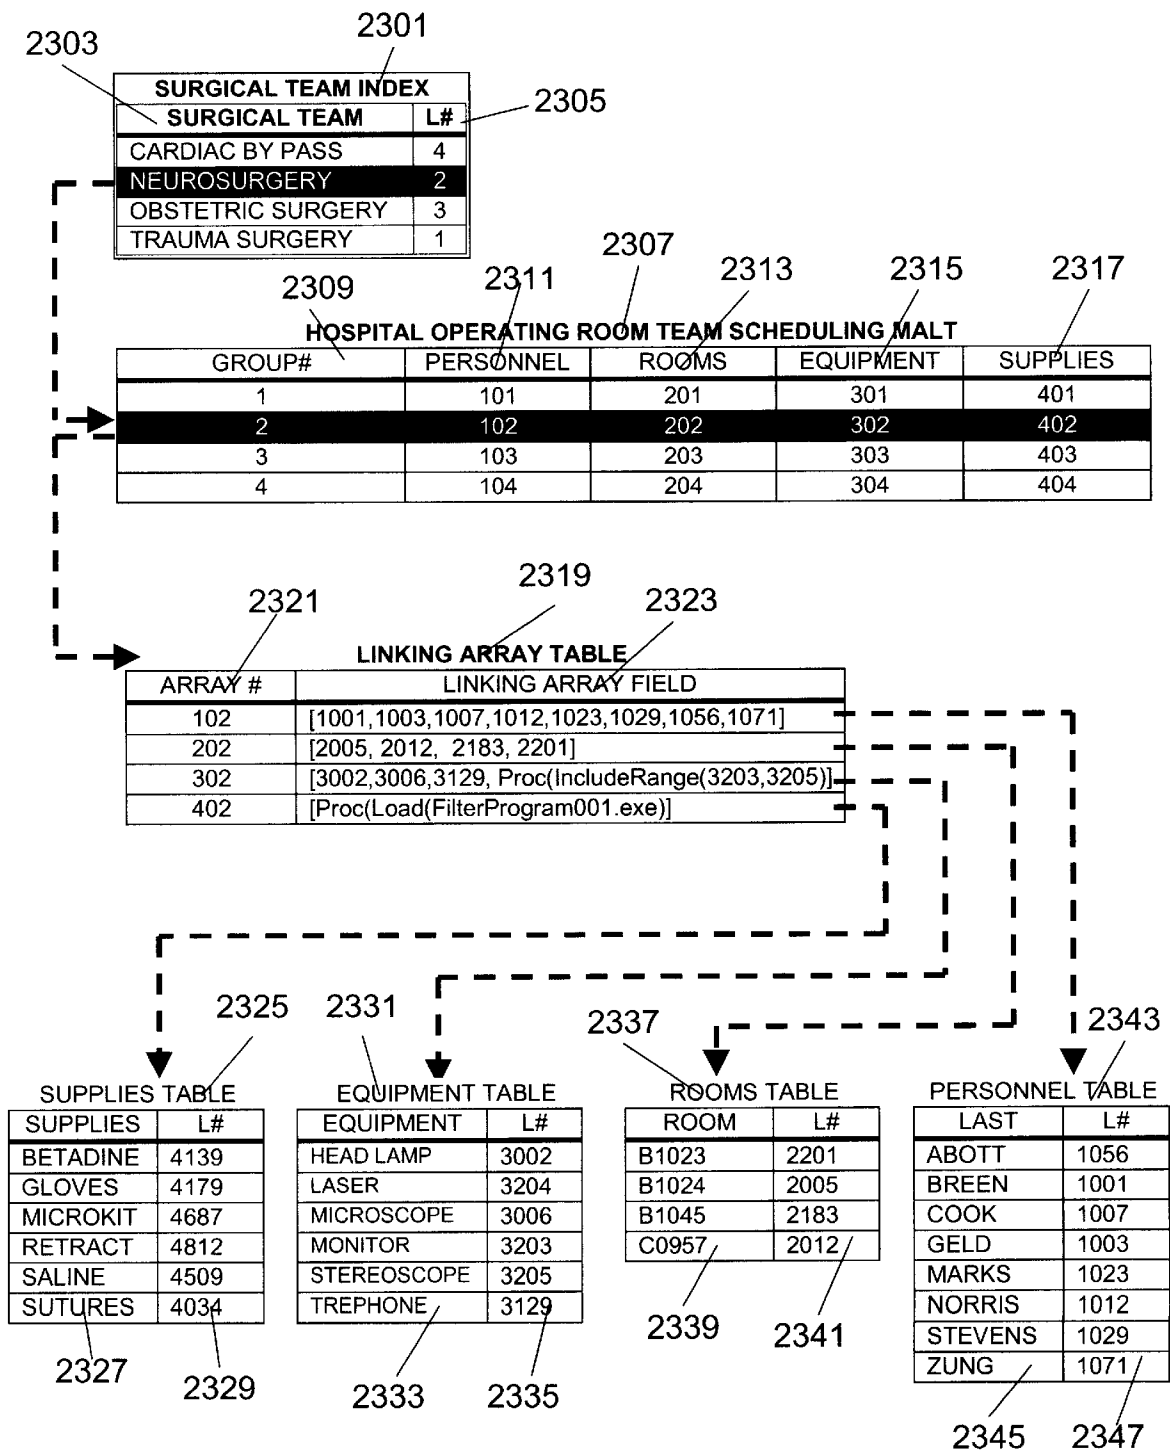 2301
2303
SURGICAL TEAM INDEX
2305
SURGICAL TEAM L#
CARDIAC BY PASS 4
NEUROSURGERY 2
OBSTETRIC SURGERY 3
TRAUMA SURGERY 1
2307
2309 2311 2313 2315 2317
HOSPITAL OPERATING ROOM TEAM SCHEDULING MALT
GROUP# PERSONNEL ROOMS EQUIPMENT SUPPLIES
1 101 201 301 401
2 102 202 302 402
3 103 203 303 403
4 104 204 304 404
2319
2321 2323
LINKING ARRAY TABLE
ARRAY # LINKING ARRAY FIELD
102 [1001,1003,1007,1012,1023,1029,1056,1071]
202 [2005, 2012, 2183, 2201]
302 [3002,3006,3129, Proc(IncludeRange(3203,3205)]
402 [Proc(Load(FilterProgram001.exe)]
2325 2331 2337 2343
SUPPLIES TABLE
SUPPLIES L#
BETADINE 4139
GLOVES 4179
MICROKIT 4687
RETRACT 4812
SALINE 4509
SUTURES 4034
2327 2329
EQUIPMENT TABLE
EQUIPMENT L#
HEAD LAMP 3002
LASER 3204
MICROSCOPE 3006
MONITOR 3203
STEREOSCOPE 3205
TREPHONE 3129
2333 2335
ROOMS TABLE
ROOM L#
B1023 2201
B1024 2005
B1045 2183
C0957 2012
2339 2341
PERSONNEL TABLE
LAST L#
ABOTT 1056
BREEN 1001
COOK 1007
GELD 1003
MARKS 1023
NORRIS 1012
STEVENS 1029
ZUNG 1071
2345 2347